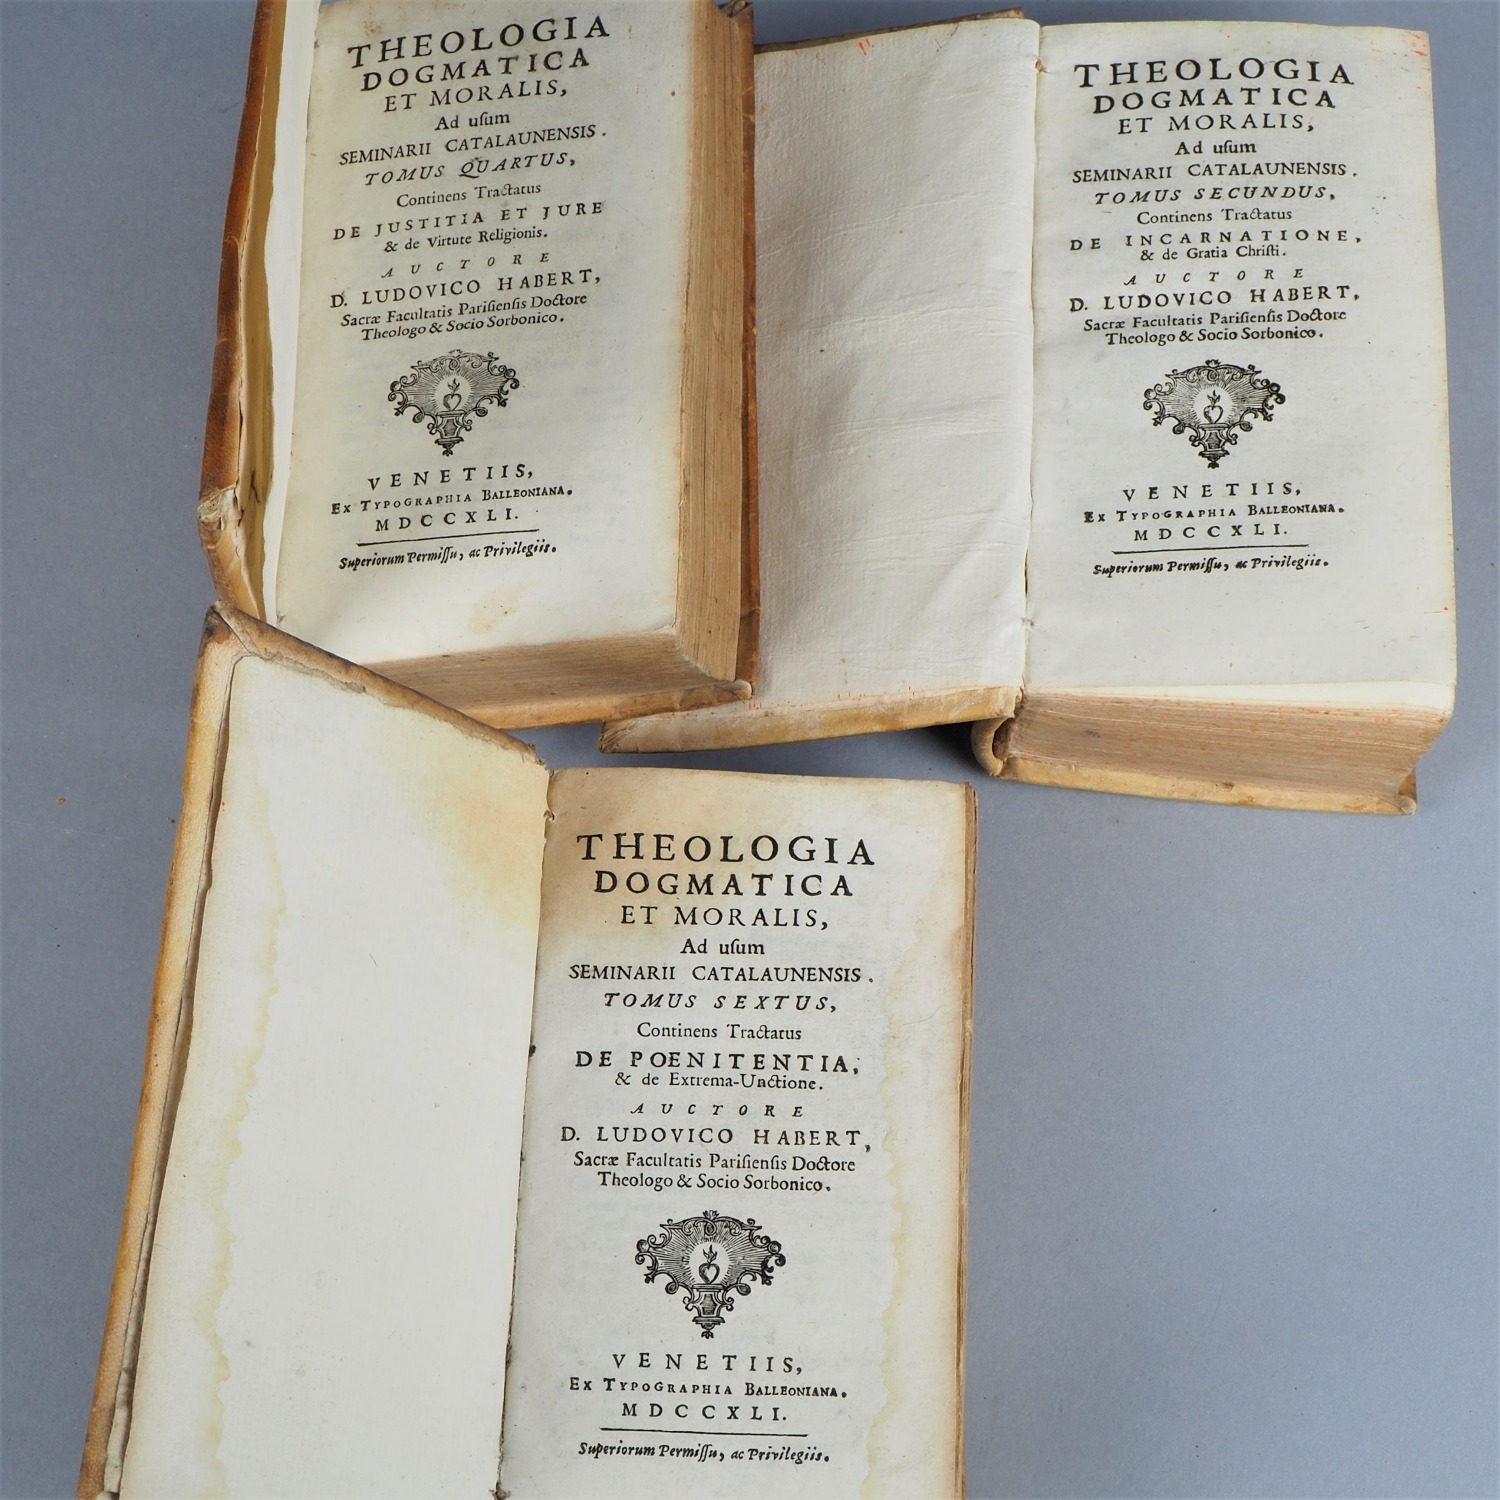 THEOLOGIA
DOGMATICA
ET MORALIS,
Ad uſum
SEMINARII CATALAUNENSIS.
TOMUS QUARTUS,
Continens Tractatus
DE JUSTITIA ET JURE
& de Virtute Religionis.
AUCTORE
D. LUDOVICO HABERT,
Sacræ Facultatis Pariſienſis Doctore
Theologo & Socio Sorbonico.
VENETIIS,
EX TYPOGRAPHIA BALLEONIANA.
MDCCXLI.
Superiorum Permiſſu, ac Privilegiis.
THEOLOGIA
DOGMATICA
ET MORALIS,
Ad uſum
SEMINARII CATALAUNENSIS.
TOMUS SECUNDUS,
Continens Tractatus
DE INCARNATIONE,
& de Gratia Chriſti.
AUCTORE
D. LUDOVICO HABERT,
Sacræ Facultatis Pariſienſis Doctore
Theologo & Socio Sorbonico.
VENETIIS,
EX TYPOGRAPHIA BALLEONIANA.
MDCCXLI.
Superiorum Permiſſu, ac Privilegiis.
THEOLOGIA
DOGMATICA
ET MORALIS,
Ad uſum
SEMINARII CATALAUNENSIS.
TOMUS SEXTUS,
Continens Tractatus
DE POENITENTIA,
& de Extrema-Unctione.
AUCTORE
D. LUDOVICO HABERT,
Sacræ Facultatis Pariſienſis Doctore
Theologo & Socio Sorbonico.
VENETIIS,
EX TYPOGRAPHIA BALLEONIANA.
MDCCXLI.
Superiorum Permiſſu, ac Privilegiis.